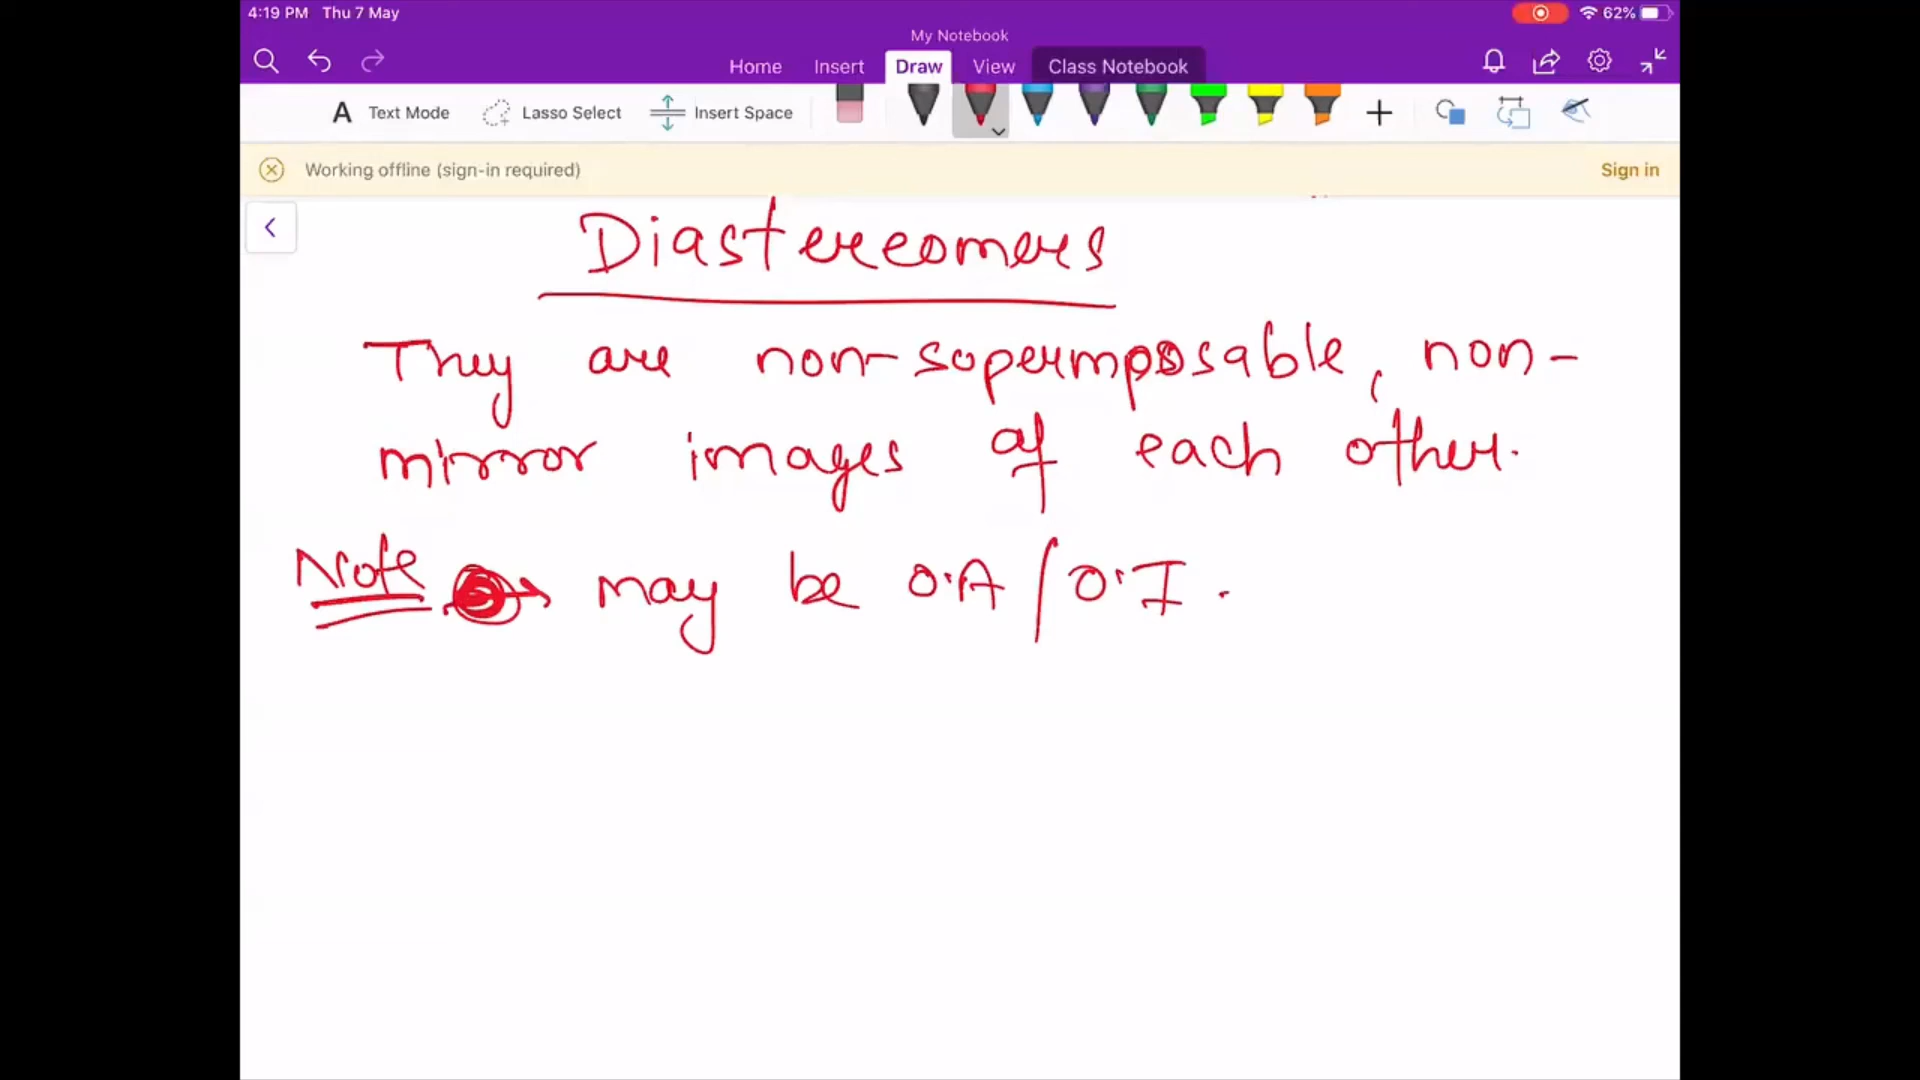 4:19 PM Thu 7 May
62%
My Notebook
Home Insert Draw View Class Notebook
A Text Mode Lasso Select Insert Space
Working offline (sign-in required) Sign in
Diastereomers
They are non-superimposable, non-
mirror images of each other.
Note → may be O.A / O.I.